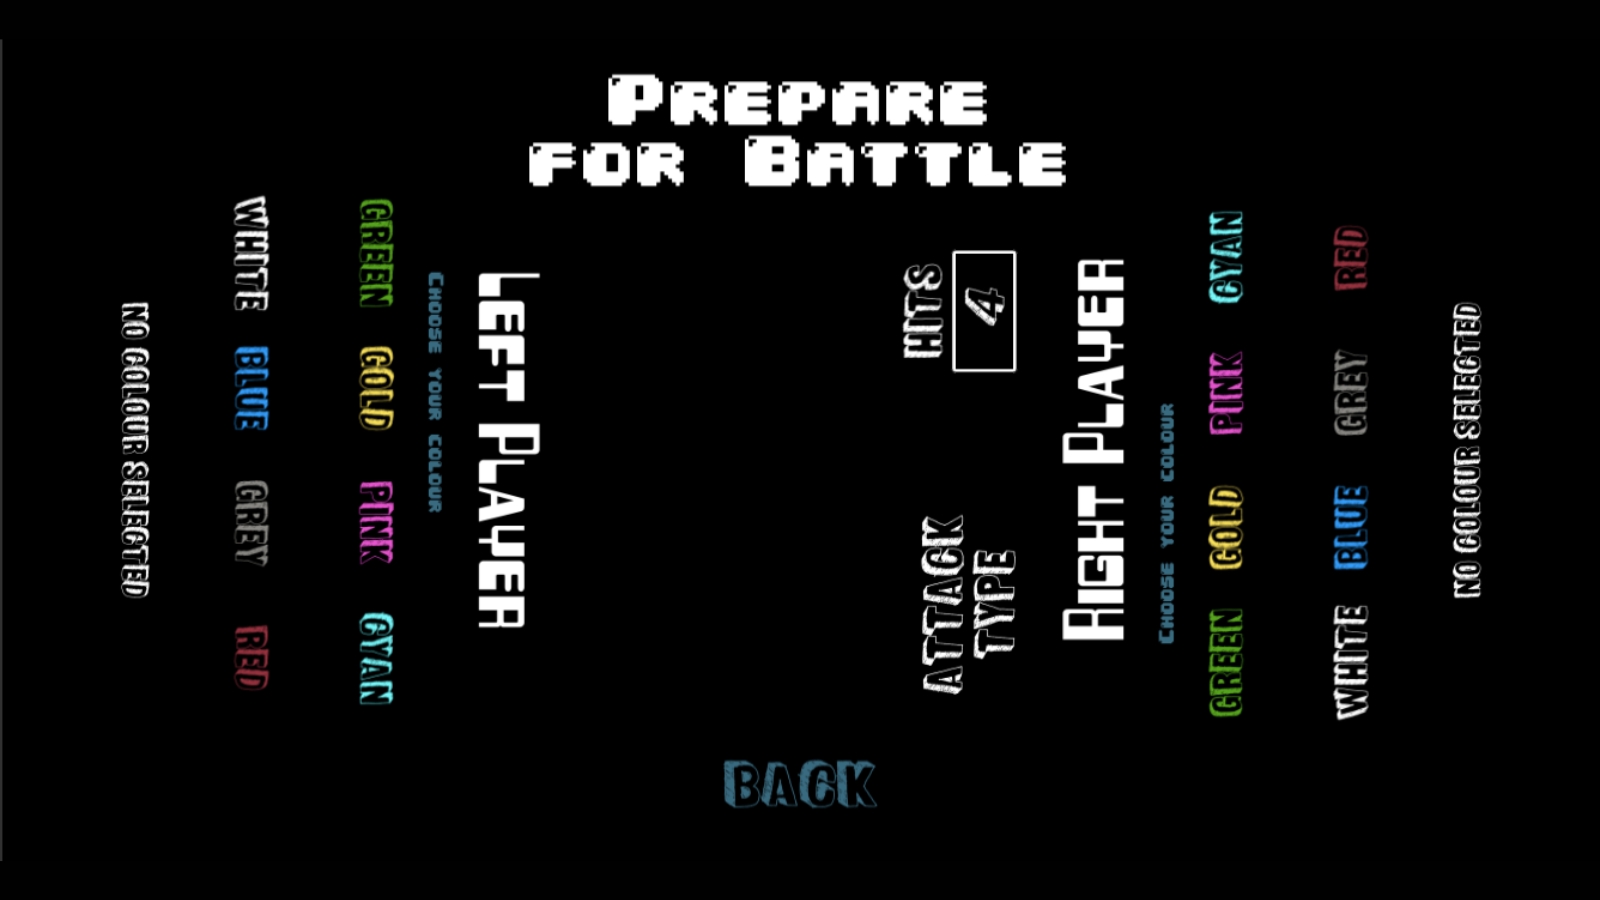 Prepare
for Battle
Left Player
Choose your colour
GREEN GOLD PINK CYAN
WHITE BLUE GREY RED
NO COLOUR SELECTED
HITS
4
ATTACK
TYPE
Right Player
Choose your colour
GREEN GOLD PINK CYAN
WHITE BLUE GREY RED
NO COLOUR SELECTED
BACK